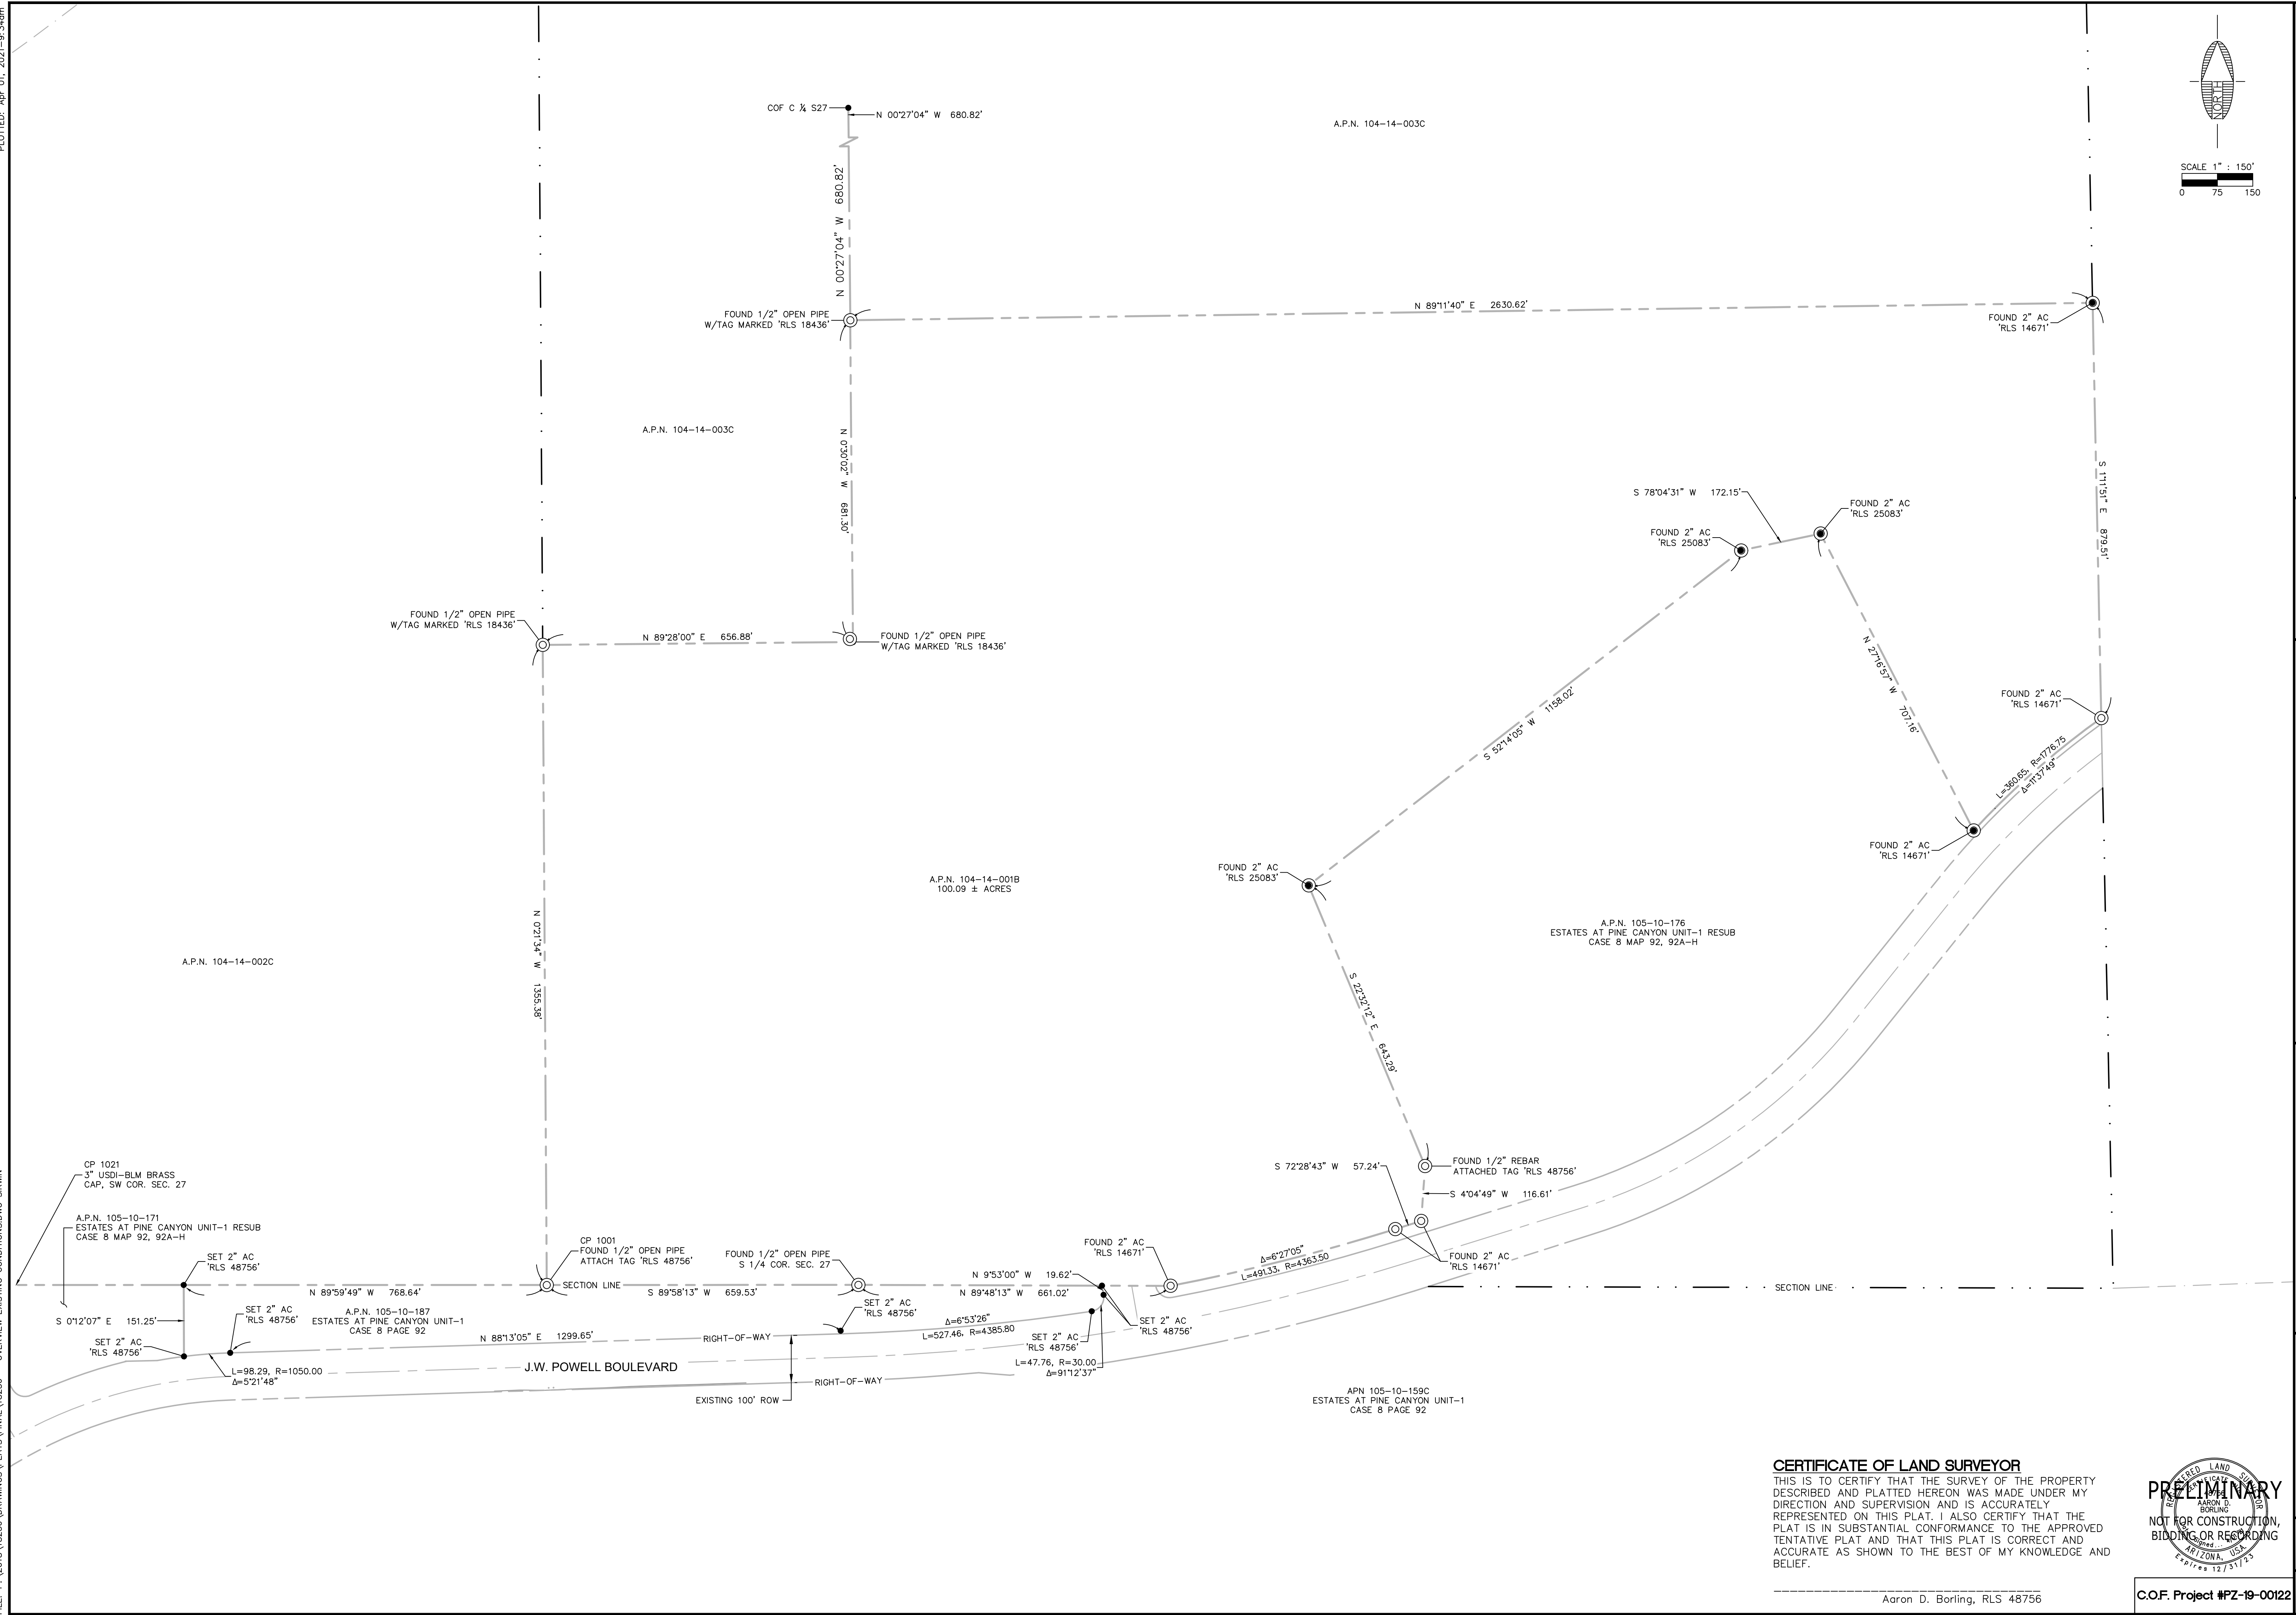 PLOTTED: Apr 01, 2021-9:34am
NORTH
SCALE 1" : 150'
0 75 150
COF C ¼ S27
N 00°27'04" W 680.82'
A.P.N. 104-14-003C
N 00°27'04" W 680.82'
FOUND 1/2" OPEN PIPE
W/TAG MARKED 'RLS 18436'
N 89°11'40" E 2630.62'
FOUND 2" AC
'RLS 14671'
A.P.N. 104-14-003C
N 0°30'02" W 681.30'
S 1°11'51" E 879.51'
S 78°04'31" W 172.15'
FOUND 2" AC
'RLS 25083'
FOUND 2" AC
'RLS 25083'
FOUND 1/2" OPEN PIPE
W/TAG MARKED 'RLS 18436'
N 89°28'00" E 656.88'
FOUND 1/2" OPEN PIPE
W/TAG MARKED 'RLS 18436'
S 52°14'05" W 1158.02'
N 27°16'57" W 707.16'
FOUND 2" AC
'RLS 14671'
L=360.65, R=1776.75
Δ=11°37'49"
FOUND 2" AC
'RLS 14671'
FOUND 2" AC
'RLS 25083'
A.P.N. 104-14-001B
100.09 ± ACRES
A.P.N. 105-10-176
ESTATES AT PINE CANYON UNIT-1 RESUB
CASE 8 MAP 92, 92A-H
N 0°21'34" W 1355.38'
A.P.N. 104-14-002C
S 22°32'12" E 643.29'
CP 1021
3" USDI-BLM BRASS
CAP, SW COR. SEC. 27
S 72°28'43" W 57.24'
FOUND 1/2" REBAR
ATTACHED TAG 'RLS 48756'
S 4°04'49" W 116.61'
A.P.N. 105-10-171
ESTATES AT PINE CANYON UNIT-1 RESUB
CASE 8 MAP 92, 92A-H
SET 2" AC
'RLS 48756'
CP 1001
FOUND 1/2" OPEN PIPE
ATTACH TAG 'RLS 48756'
FOUND 1/2" OPEN PIPE
S 1/4 COR. SEC. 27
FOUND 2" AC
'RLS 14671'
Δ=6°27'05"
L=491.33, R=4363.50
FOUND 2" AC
'RLS 14671'
N 9°53'00" W 19.62'
SECTION LINE
SECTION LINE
N 89°59'49" W 768.64'
S 89°58'13" W 659.53'
N 89°48'13" W 661.02'
S 0°12'07" E 151.25'
SET 2" AC
'RLS 48756'
A.P.N. 105-10-187
ESTATES AT PINE CANYON UNIT-1
CASE 8 PAGE 92
SET 2" AC
'RLS 48756'
SET 2" AC
'RLS 48756'
N 88°13'05" E 1299.65'
RIGHT-OF-WAY
Δ=6°53'26"
L=527.46, R=4385.80
SET 2" AC
'RLS 48756'
SET 2" AC
'RLS 48756'
L=98.29, R=1050.00
Δ=5°21'48"
J.W. POWELL BOULEVARD
L=47.76, R=30.00
Δ=91°12'37"
RIGHT-OF-WAY
EXISTING 100' ROW
APN 105-10-159C
ESTATES AT PINE CANYON UNIT-1
CASE 8 PAGE 92
CERTIFICATE OF LAND SURVEYOR
THIS IS TO CERTIFY THAT THE SURVEY OF THE PROPERTY
DESCRIBED AND PLATTED HEREON WAS MADE UNDER MY
DIRECTION AND SUPERVISION AND IS ACCURATELY
REPRESENTED ON THIS PLAT. I ALSO CERTIFY THAT THE
PLAT IS IN SUBSTANTIAL CONFORMANCE TO THE APPROVED
TENTATIVE PLAT AND THAT THIS PLAT IS CORRECT AND
ACCURATE AS SHOWN TO THE BEST OF MY KNOWLEDGE AND
BELIEF.
Aaron D. Borling, RLS 48756
REGISTERED LAND SURVEYOR
CERTIFICATE
48756
AARON D.
BORLING
ARIZONA, USA
Expires 12/31/23
PRELIMINARY
NOT FOR CONSTRUCTION,
BIDDING OR RECORDING
C.O.F. Project #PZ-19-00122